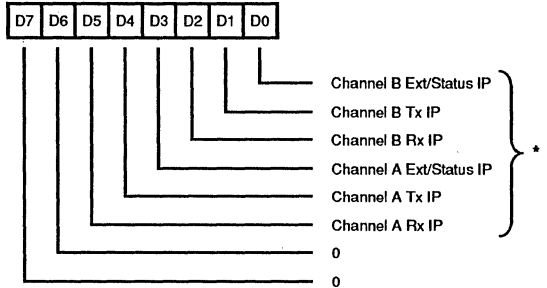 D7 D6 D5 D4 D3 D2 D1 D0
Channel B Ext/Status IP
Channel B Tx IP
Channel B Rx IP
*
Channel A Ext/Status IP
Channel A Tx IP
Channel A Rx IP
0
0